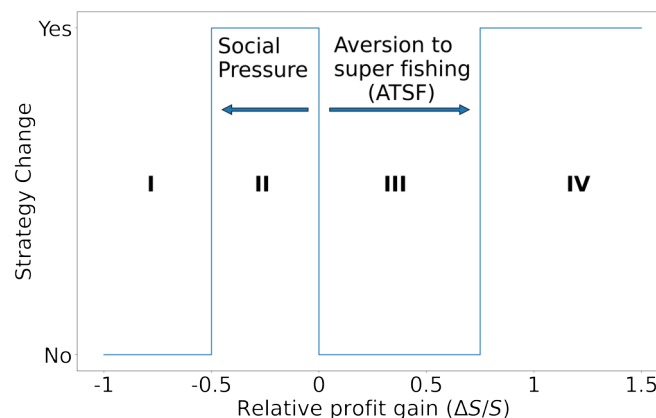 Yes
Social
Pressure
Aversion to
super fishing
(ATSF)
I
II
III
IV
Strategy Change
No
-1
-0.5
0
0.5
1
1.5
Relative profit gain (ΔS/S)